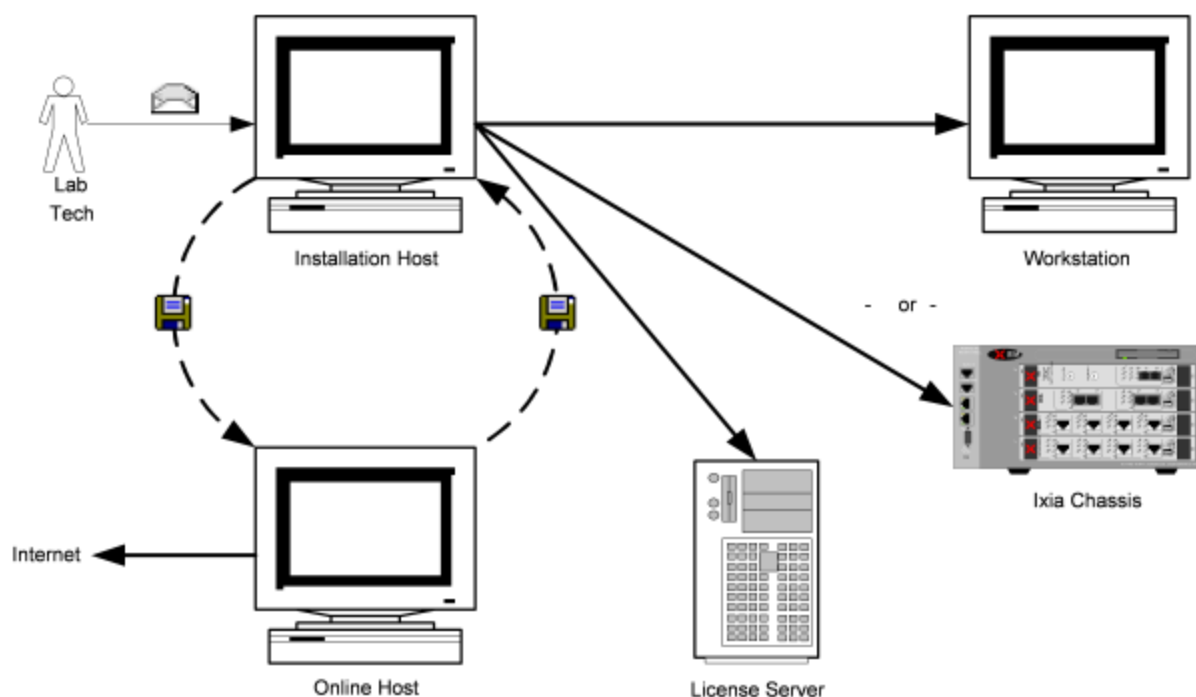 Lab
Tech
Installation Host
Workstation
- or -
Ixia Chassis
Internet
Online Host
License Server